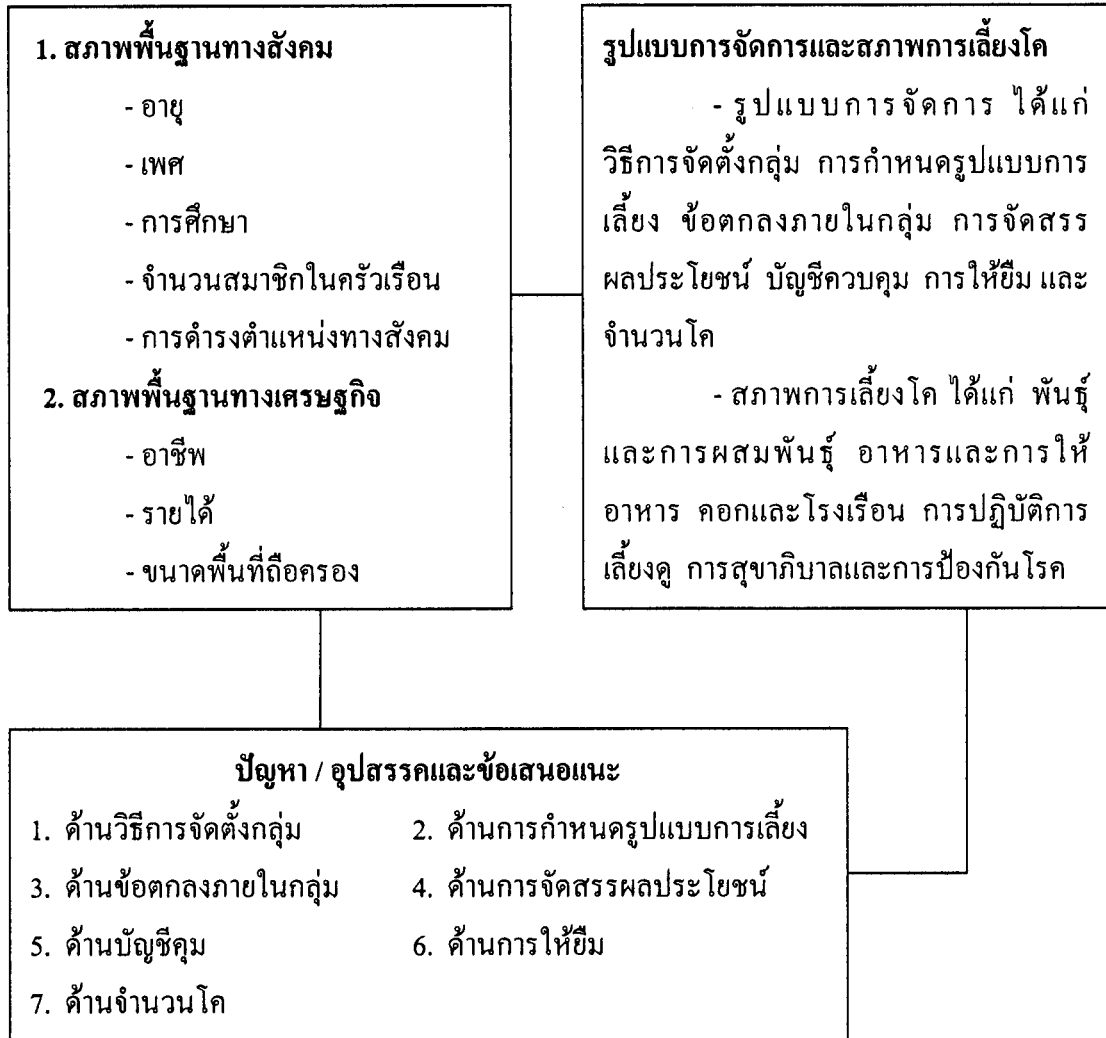 1. สภาพพื้นฐานทางสังคม
- อายุ
- เพศ
- การศึกษา
- จำนวนสมาชิกในครัวเรือน
- การดำรงตำแหน่งทางสังคม
2. สภาพพื้นฐานทางเศรษฐกิจ
- อาชีพ
- รายได้
- ขนาดพื้นที่ถือครอง
รูปแบบการจัดการและสภาพการเลี้ยงโค
- รูปแบบการจัดการ ได้แก่
วิธีการจัดตั้งกลุ่ม การกำหนดรูปแบบการ
เลี้ยง ข้อตกลงภายในกลุ่ม การจัดสรร
ผลประโยชน์ บัญชีควบคุม การให้ยืม และ
จำนวนโค
- สภาพการเลี้ยงโค ได้แก่ พันธุ์
และการผสมพันธุ์ อาหารและการให้
อาหาร คอกและโรงเรือน การปฏิบัติการ
เลี้ยงดู การสุขาภิบาลและการป้องกันโรค
ปัญหา / อุปสรรคและข้อเสนอแนะ
1. ด้านวิธีการจัดตั้งกลุ่ม 2. ด้านการกำหนดรูปแบบการเลี้ยง
3. ด้านข้อตกลงภายในกลุ่ม 4. ด้านการจัดสรรผลประโยชน์
5. ด้านบัญชีคุม 6. ด้านการให้ยืม
7. ด้านจำนวนโค